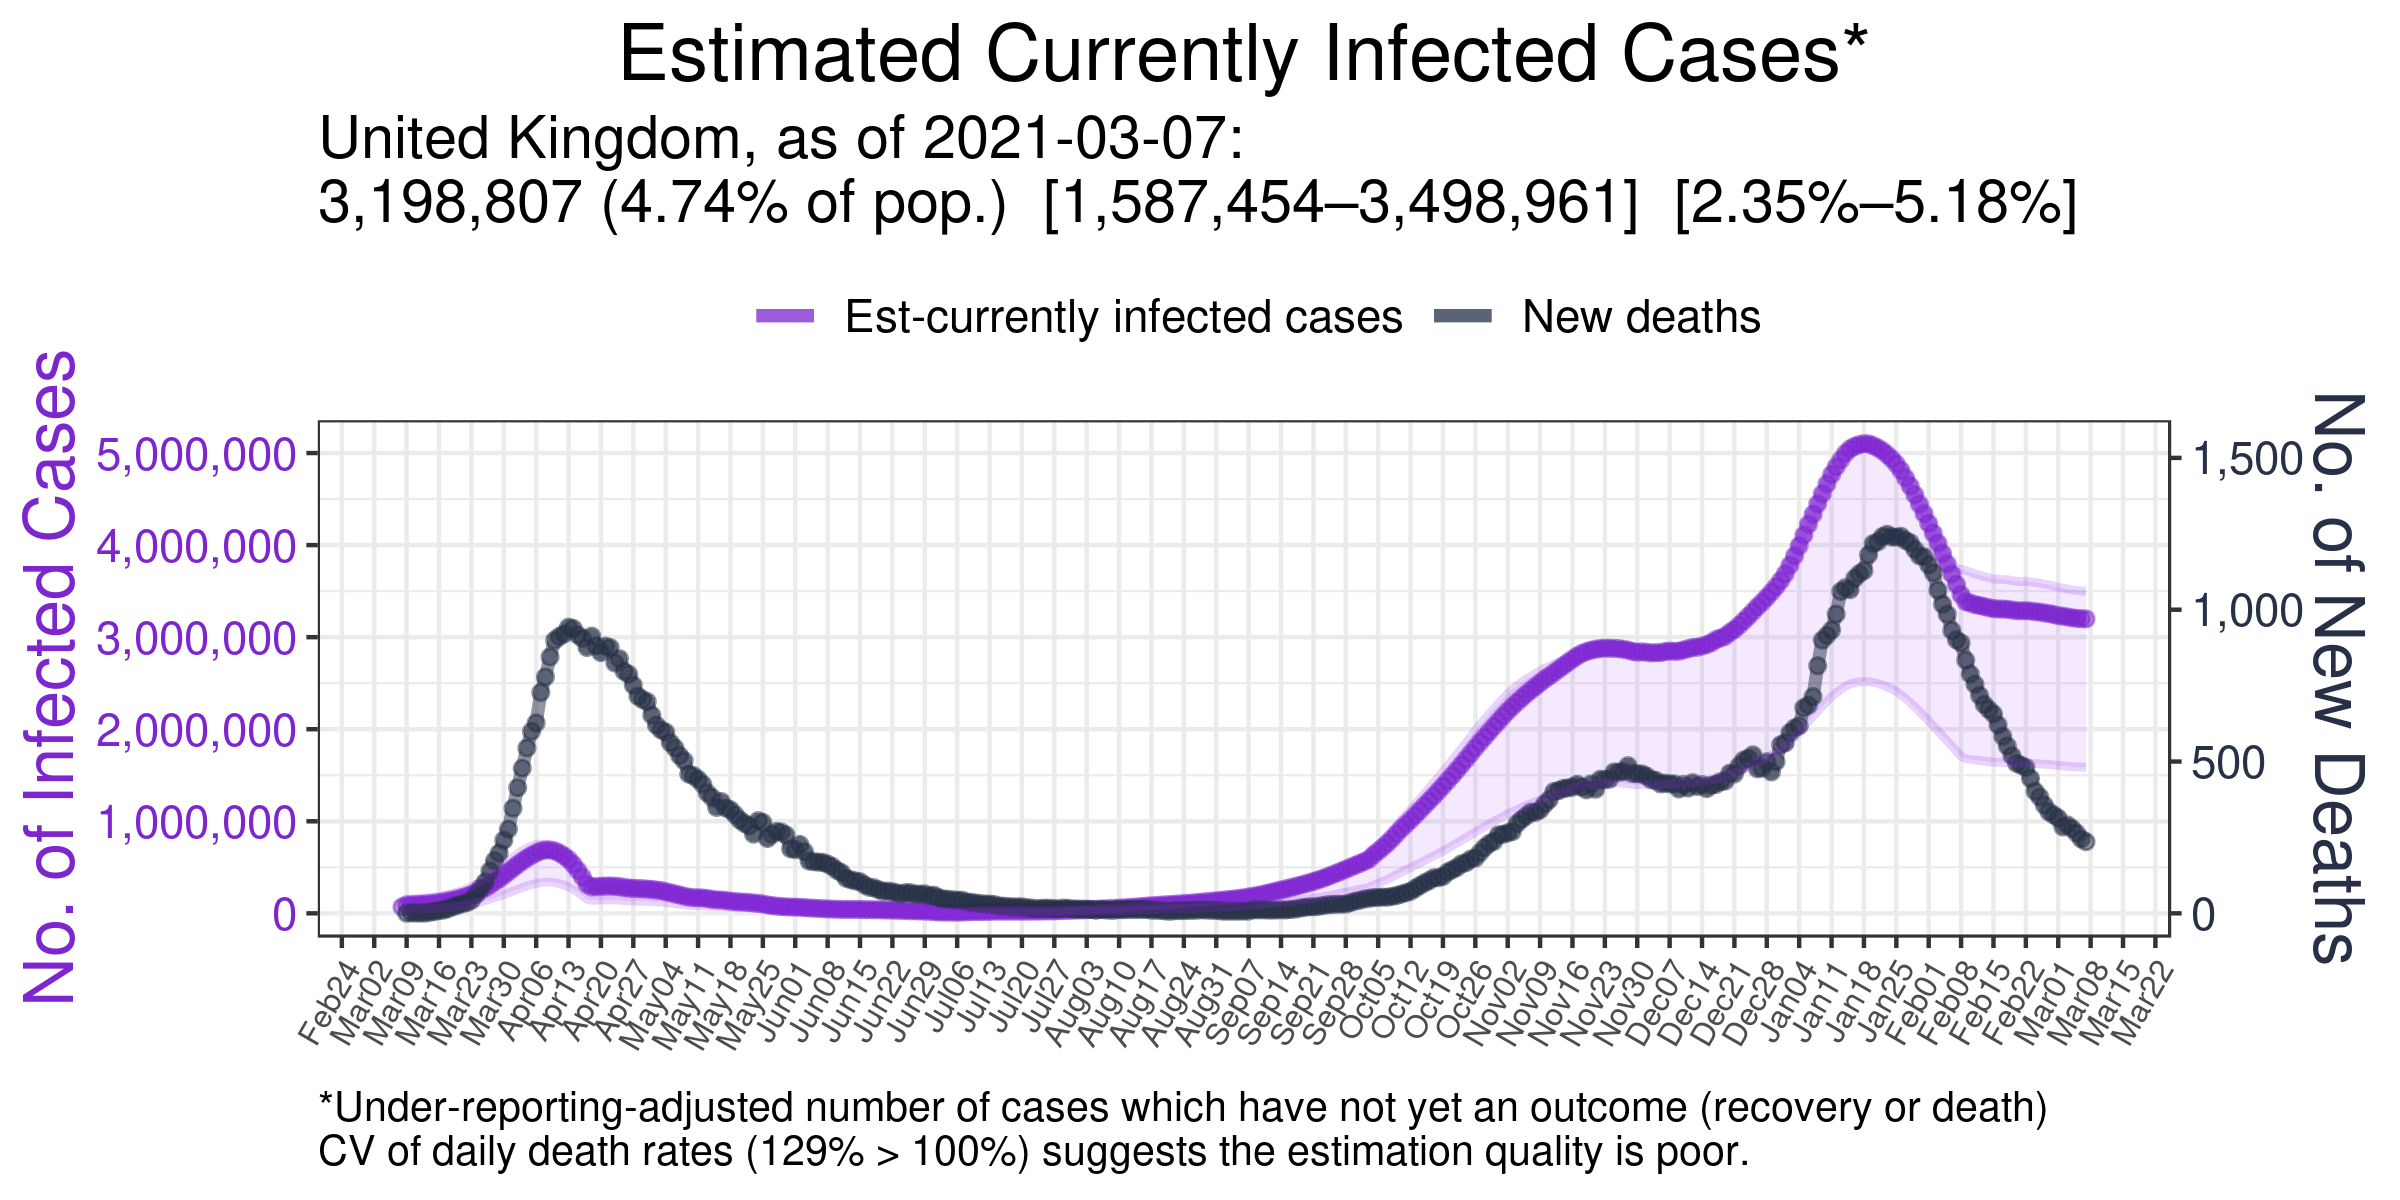 Estimated Currently Infected Cases*
United Kingdom, as of 2021-03-07:
3,198,807 (4.74% of pop.)  [1,587,454–3,498,961]  [2.35%–5.18%]
Est-currently infected cases
New deaths
No. of Infected Cases
5,000,000
4,000,000
3,000,000
2,000,000
1,000,000
0
1,500
1,000
500
0
No. of New Deaths
Feb24
Mar02
Mar09
Mar16
Mar23
Mar30
Apr06
Apr13
Apr20
Apr27
May04
May11
May18
May25
Jun01
Jun08
Jun15
Jun22
Jun29
Jul06
Jul13
Jul20
Jul27
Aug03
Aug10
Aug17
Aug24
Aug31
Sep07
Sep14
Sep21
Sep28
Oct05
Oct12
Oct19
Oct26
Nov02
Nov09
Nov16
Nov23
Nov30
Dec07
Dec14
Dec21
Dec28
Jan04
Jan11
Jan18
Jan25
Feb01
Feb08
Feb15
Feb22
Mar01
Mar08
Mar15
Mar22
*Under-reporting-adjusted number of cases which have not yet an outcome (recovery or death)
CV of daily death rates (129% > 100%) suggests the estimation quality is poor.